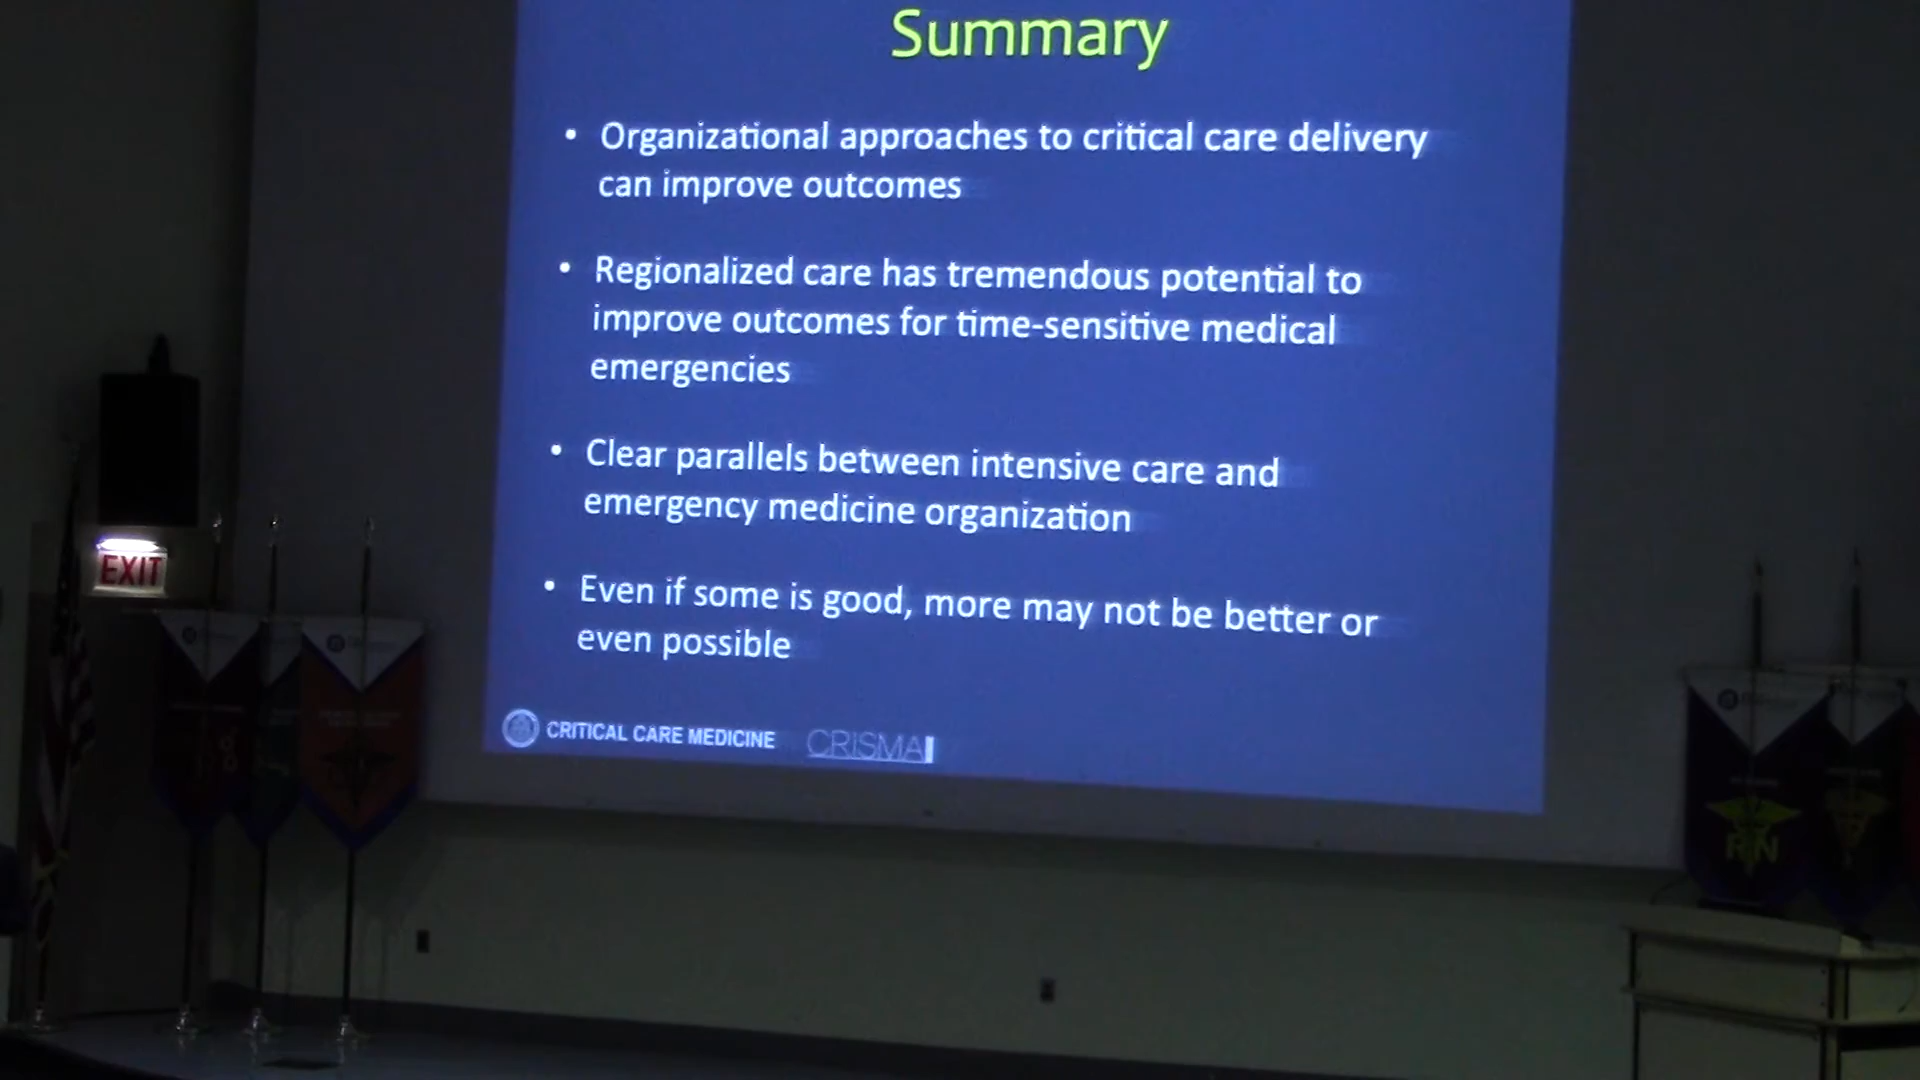 Summary
• Organizational approaches to critical care delivery
can improve outcomes
• Regionalized care has tremendous potential to
improve outcomes for time-sensitive medical
emergencies
• Clear parallels between intensive care and
emergency medicine organization
• Even if some is good, more may not be better or
even possible
CRITICAL CARE MEDICINE
CRISMA
EXIT
RN